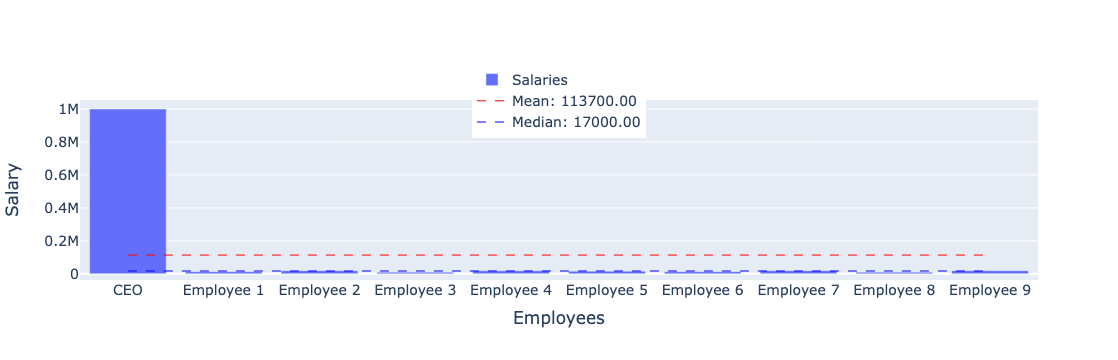 Salaries
Mean: 113700.00
Median: 17000.00
1M
0.8M
0.6M
0.4M
0.2M
0
Salary
CEO Employee 1 Employee 2 Employee 3 Employee 4 Employee 5 Employee 6 Employee 7 Employee 8 Employee 9
Employees